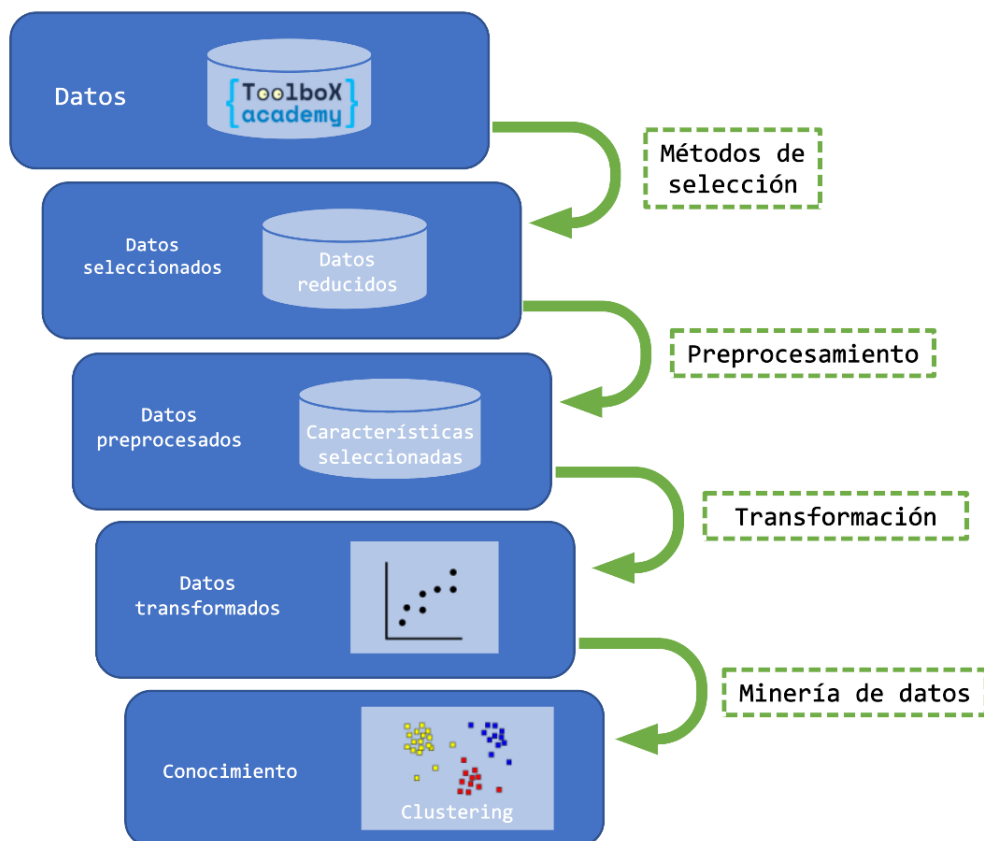 Datos
{ToolboX
academy}
Métodos de
selección
Datos
seleccionados
Datos
reducidos
Preprocesamiento
Datos
preprocesados
Característícas
seleccionadas
Transformación
Datos
transformados
Minería de datos
Conocimiento
Clustering